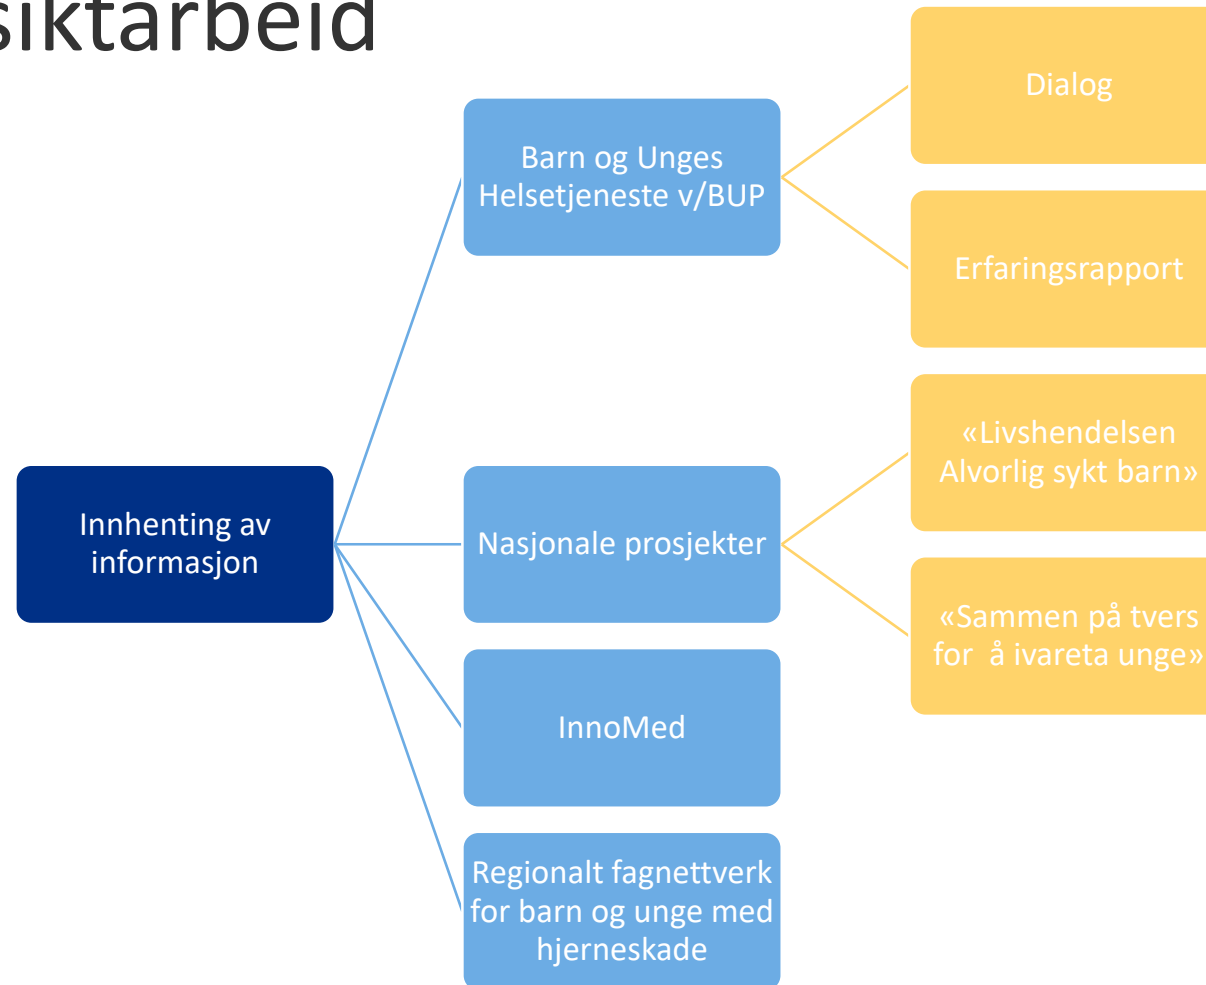 siktarbeid
Dialog
Barn og Unges
Helsetjeneste v/BUP
Erfaringsrapport
«Livshendelsen
Alvorlig sykt barn»
Innhenting av
informasjon
Nasjonale prosjekter
«Sammen på tvers
for å ivareta unge»
InnoMed
Regionalt fagnettverk
for barn og unge med
hjerneskade